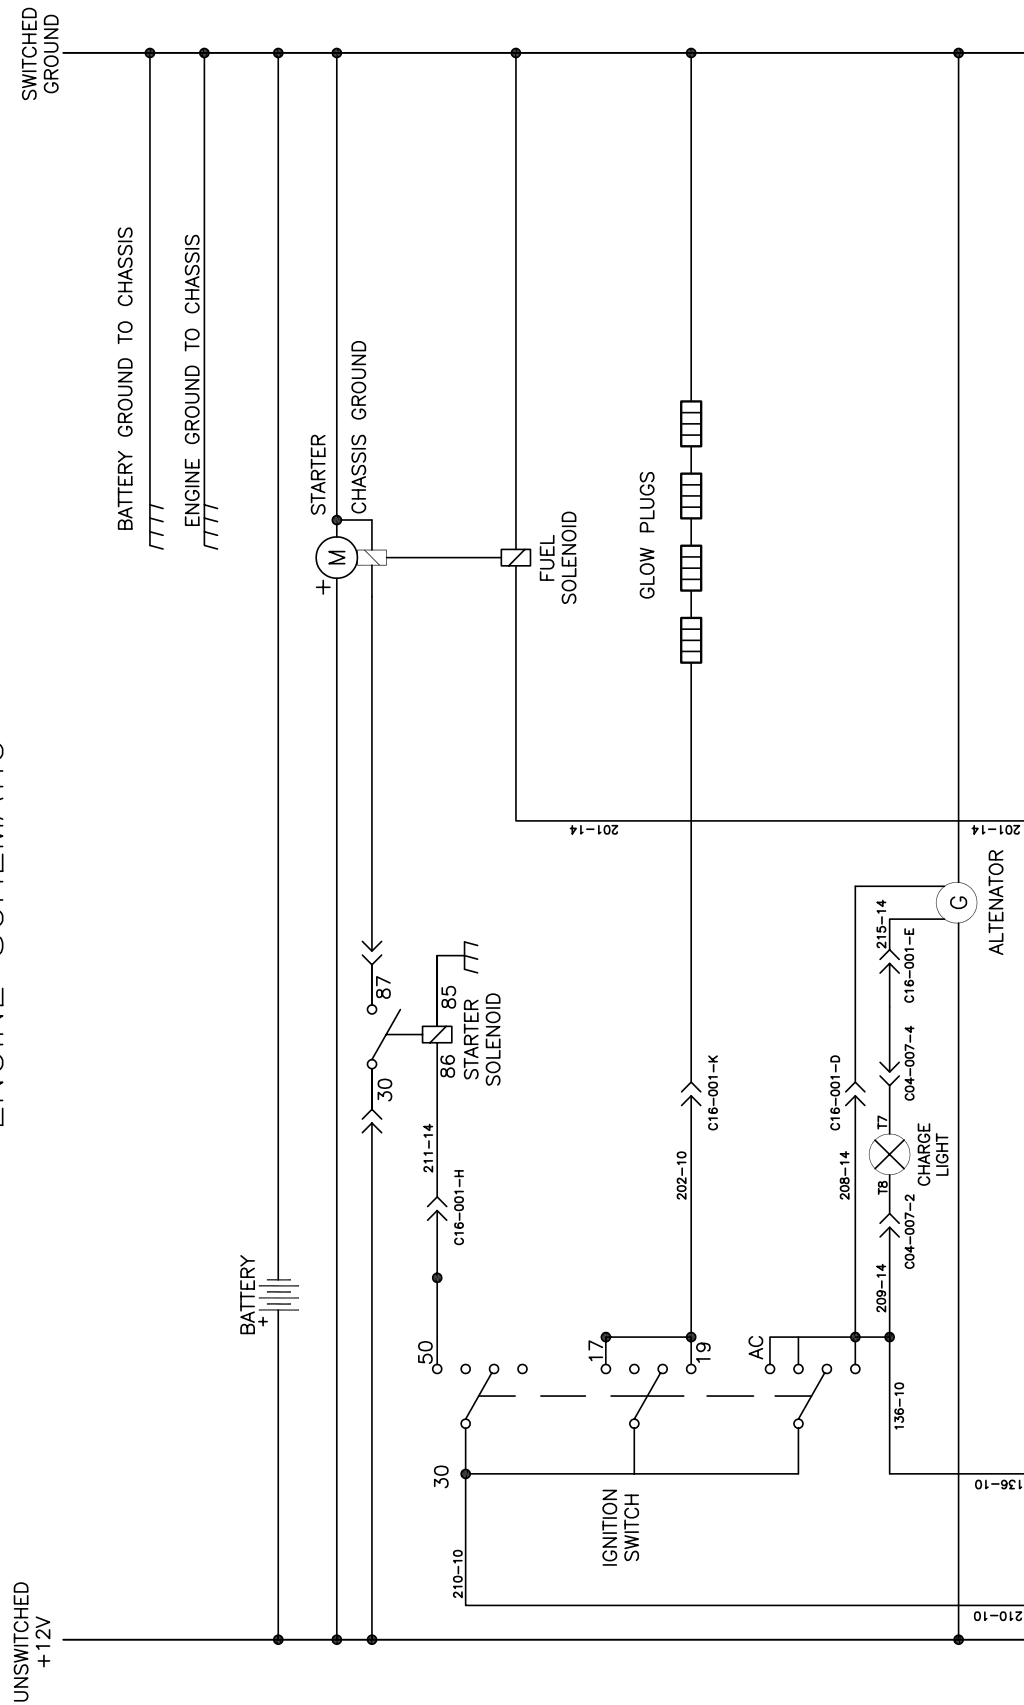 SWITCHED
GROUND
BATTERY GROUND TO CHASSIS
ENGINE GROUND TO CHASSIS
STARTER
CHASSIS GROUND
+
M
FUEL
SOLENOID
GLOW PLUGS
201-14
201-14
ALTENATOR
G
215-14
C16-001-E
87
85
STARTER
SOLENOID
86
30
C04-007-4
T7
CHARGE
LIGHT
T8
C04-007-2
209-14
C16-001-K
C16-001-D
211-14
C16-001-H
202-10
208-14
BATTERY
+
50
17
19
AC
136-10
136-10
30
IGNITION
SWITCH
210-10
210-10
UNSWITCHED
+12V